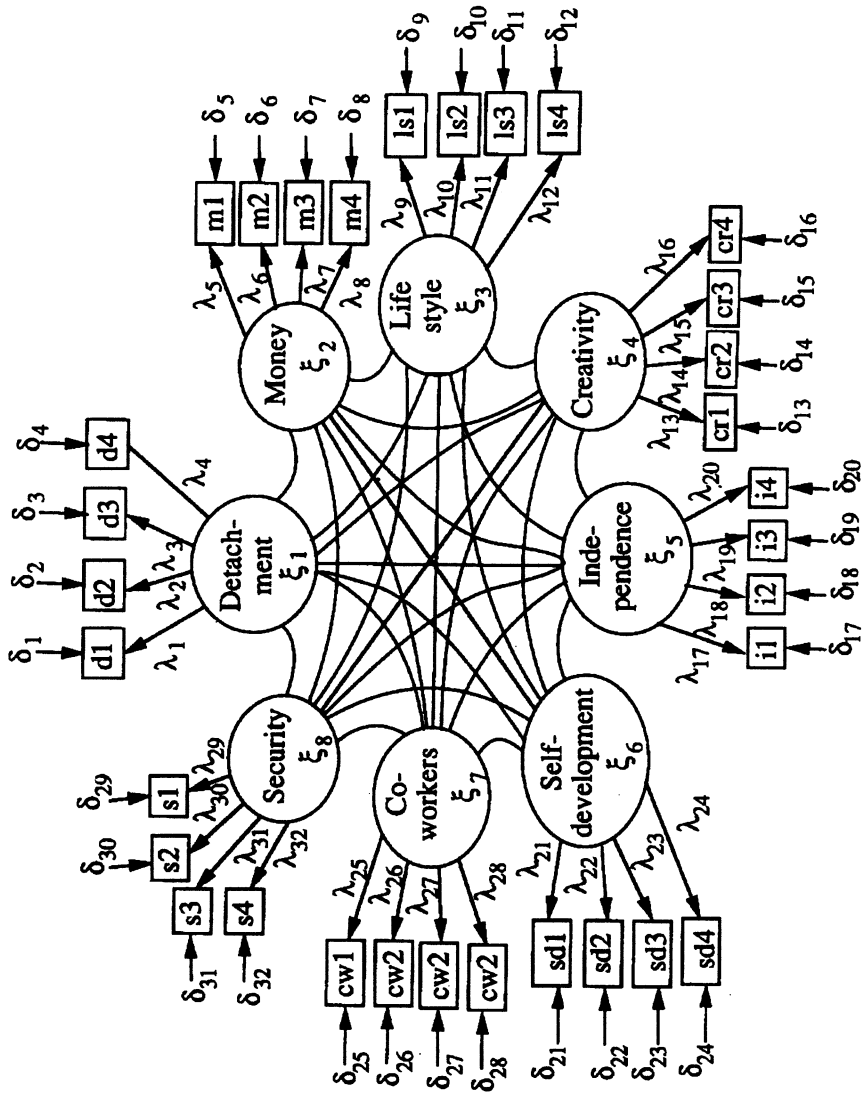 Detach-
ment
ξ1
λ1
λ2
λ3
λ4
d1
d2
d3
d4
δ1
δ2
δ3
δ4
Money
ξ2
λ5
λ6
λ7
λ8
m1
m2
m3
m4
δ5
δ6
δ7
δ8
Life
style
ξ3
λ9
λ10
λ11
λ12
ls1
ls2
ls3
ls4
δ9
δ10
δ11
δ12
Creativity
ξ4
λ13
λ14
λ15
λ16
cr1
cr2
cr3
cr4
δ13
δ14
δ15
δ16
Inde-
pendence
ξ5
λ17
λ18
λ19
λ20
i1
i2
i3
i4
δ17
δ18
δ19
δ20
Self-
development
ξ6
λ21
λ22
λ23
λ24
sd1
sd2
sd3
sd4
δ21
δ22
δ23
δ24
Co-
workers
ξ7
λ25
λ26
λ27
λ28
cw1
cw2
cw2
cw2
δ25
δ26
δ27
δ28
Security
ξ8
λ29
λ30
λ31
λ32
s1
s2
s3
s4
δ29
δ30
δ31
δ32